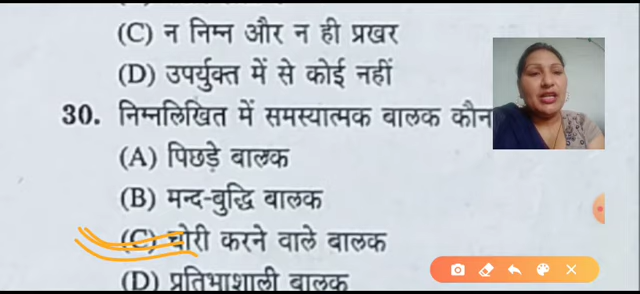 (C) न निम्न और न ही प्रखर
(D) उपर्युक्त में से कोई नहीं
30. निम्नलिखित में समस्यात्मक बालक कौन
(A) पिछड़े बालक
(B) मन्द-बुद्धि बालक
(C) चोरी करने वाले बालक
(D) प्रतिभाशाली बालक